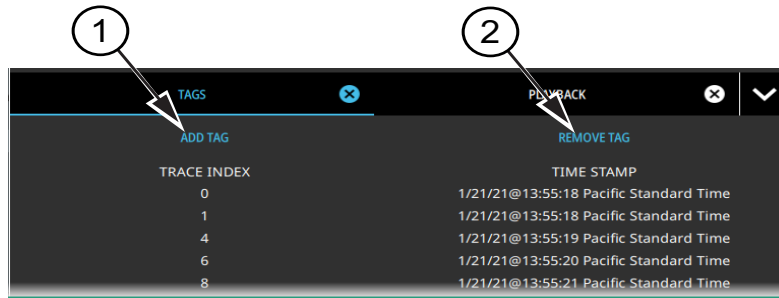 1 2
TAGS PLAYBACK
ADD TAG REMOVE TAG
TRACE INDEX TIME STAMP
0 1/21/21@13:55:18 Pacific Standard Time
1 1/21/21@13:55:18 Pacific Standard Time
4 1/21/21@13:55:19 Pacific Standard Time
6 1/21/21@13:55:20 Pacific Standard Time
8 1/21/21@13:55:21 Pacific Standard Time